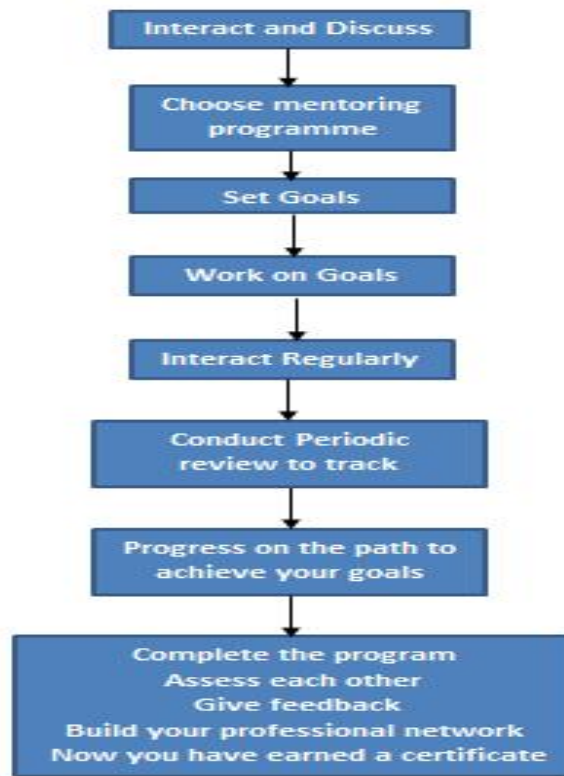 Interact and Discuss
Choose mentoring
programme
Set Goals
Work on Goals
Interact Regularly
Conduct Periodic
review to track
Progress on the path to
achieve your goals
Complete the program
Assess each other
Give feedback
Build your professional network
Now you have earned a certificate